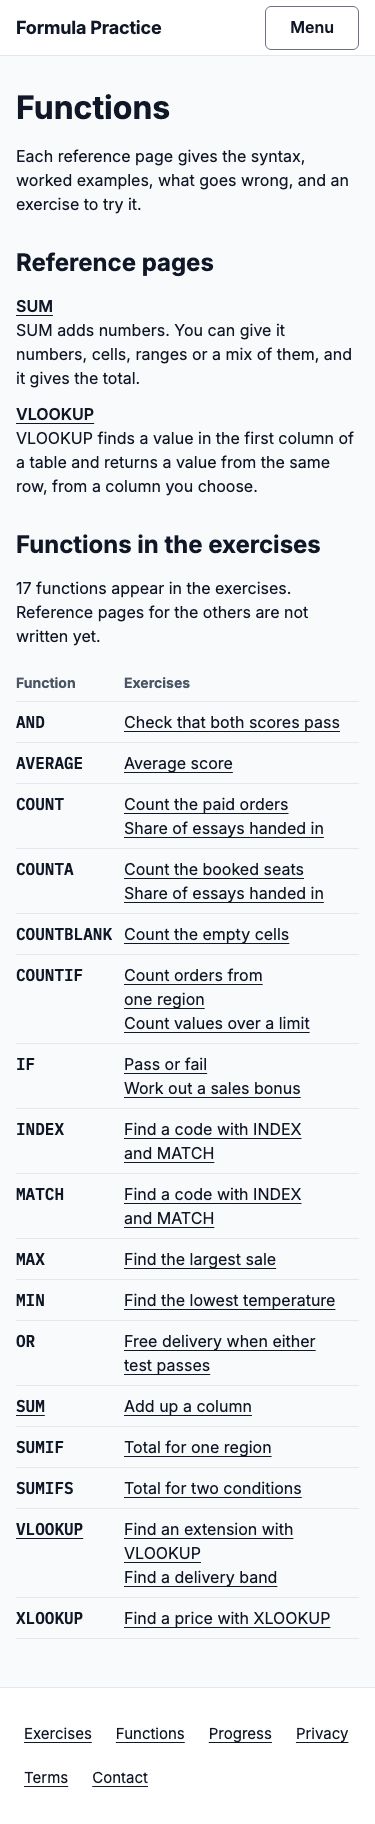 Formula Practice
Menu
Functions
Each reference page gives the syntax,
worked examples, what goes wrong, and an
exercise to try it.
Reference pages
SUM
SUM adds numbers. You can give it
numbers, cells, ranges or a mix of them, and
it gives the total.
VLOOKUP
VLOOKUP finds a value in the first column of
a table and returns a value from the same
row, from a column you choose.
Functions in the exercises
17 functions appear in the exercises.
Reference pages for the others are not
written yet.
Function Exercises
AND Check that both scores pass
AVERAGE Average score
COUNT Count the paid orders
Share of essays handed in
COUNTA Count the booked seats
Share of essays handed in
COUNTBLANK Count the empty cells
COUNTIF Count orders from
one region
Count values over a limit
IF Pass or fail
Work out a sales bonus
INDEX Find a code with INDEX
and MATCH
MATCH Find a code with INDEX
and MATCH
MAX Find the largest sale
MIN Find the lowest temperature
OR Free delivery when either
test passes
SUM Add up a column
SUMIF Total for one region
SUMIFS Total for two conditions
VLOOKUP Find an extension with
VLOOKUP
Find a delivery band
XLOOKUP Find a price with XLOOKUP
Exercises Functions Progress Privacy
Terms Contact